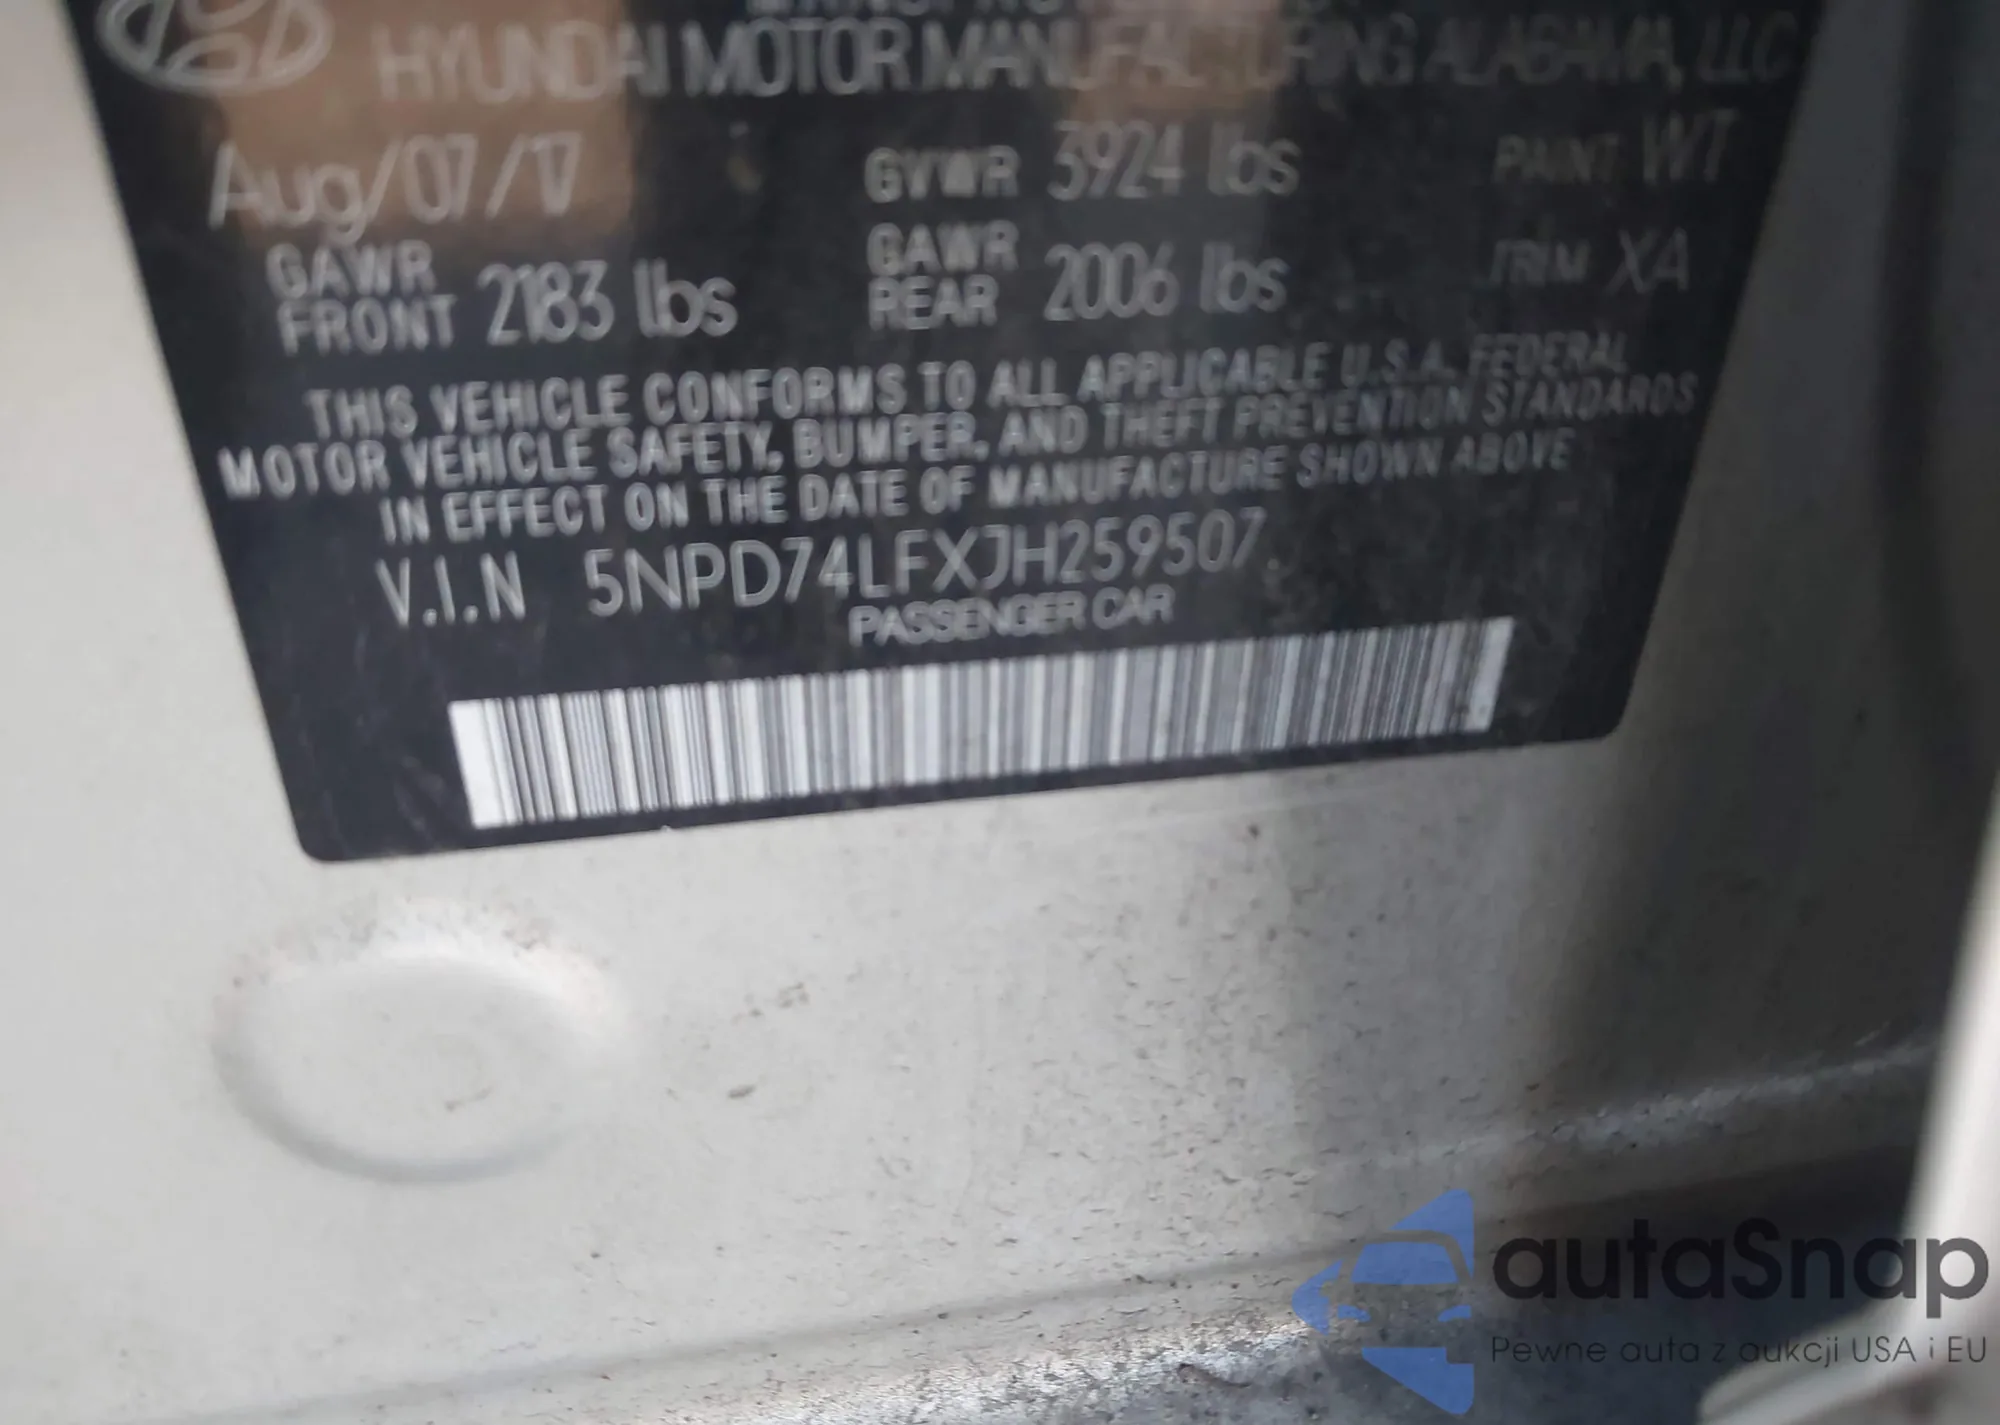 HYUNDAI MOTOR MANUFACTURING ALABAMA, LLC
Aug/07/17 GVWR 3924 lbs PAINT WT
GAWR FRONT 2183 lbs GAWR REAR 2006 lbs TRIM XA
THIS VEHICLE CONFORMS TO ALL APPLICABLE U.S.A. FEDERAL
MOTOR VEHICLE SAFETY, BUMPER, AND THEFT PREVENTION STANDARDS
IN EFFECT ON THE DATE OF MANUFACTURE SHOWN ABOVE
V.I.N 5NPD74LFXJH259507
PASSENGER CAR
autaSnap
Pewne auta z aukcji USA i EU